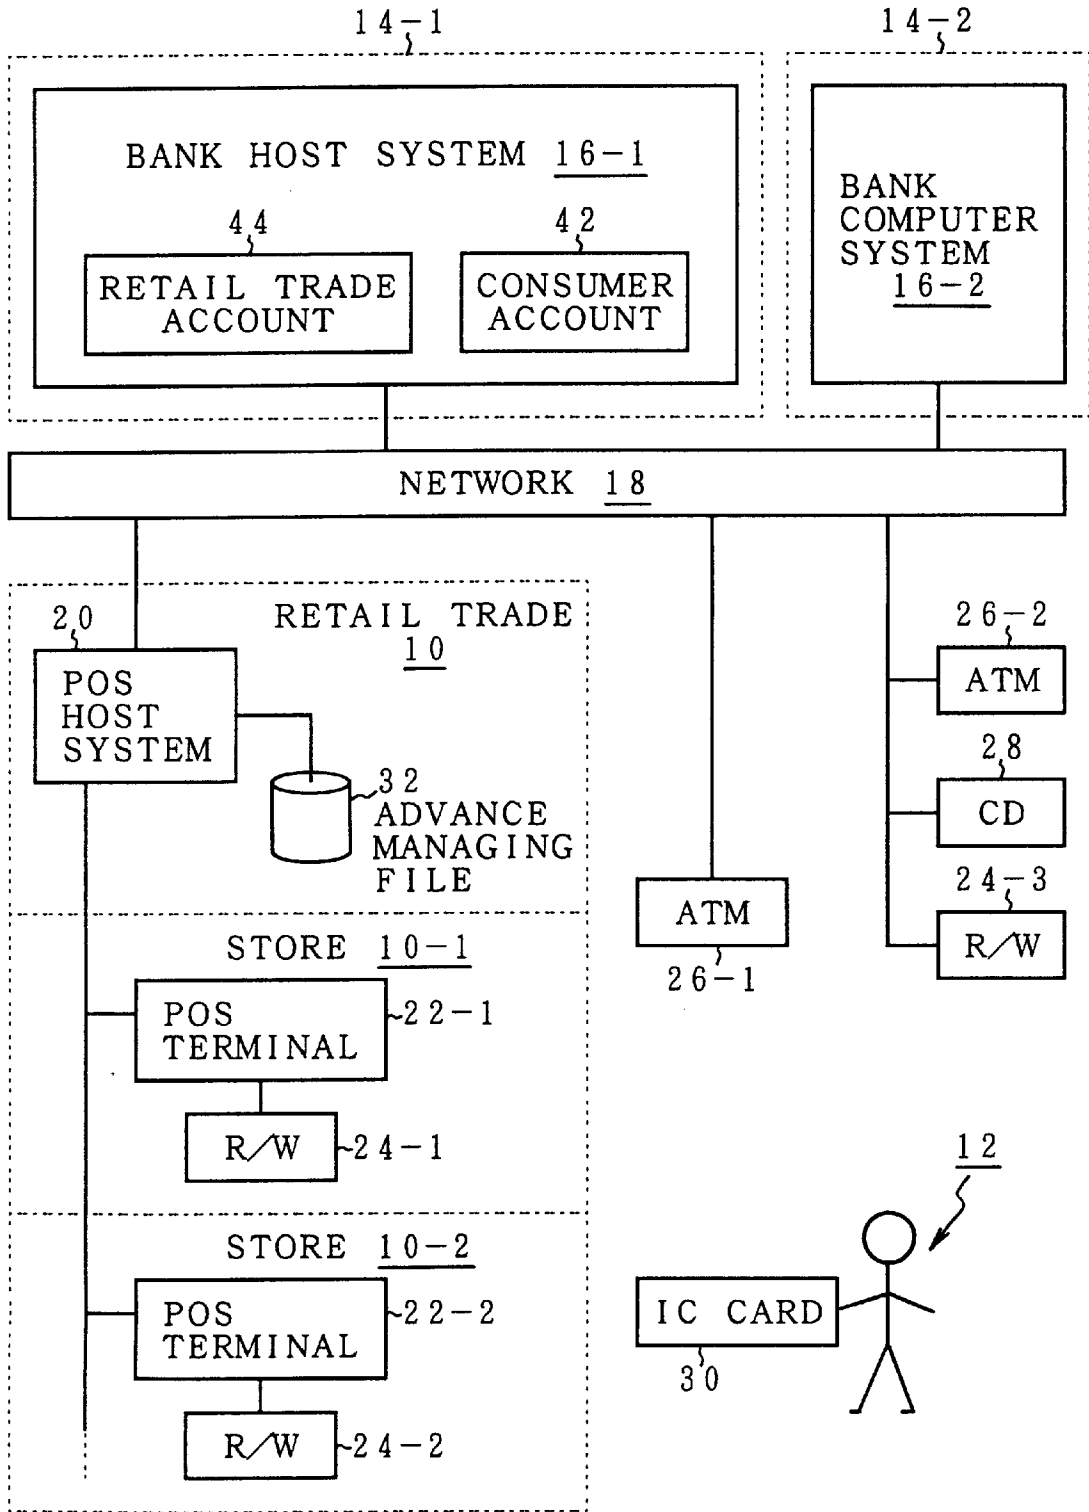 14-1
14-2
BANK HOST SYSTEM 16-1
44
42
RETAIL TRADE
ACCOUNT
CONSUMER
ACCOUNT
BANK
COMPUTER
SYSTEM
16-2
NETWORK 18
20
RETAIL TRADE
10
POS
HOST
SYSTEM
32
ADVANCE
MANAGING
FILE
26-2
ATM
28
CD
24-3
R/W
ATM
26-1
STORE 10-1
POS
TERMINAL
22-1
R/W
24-1
STORE 10-2
POS
TERMINAL
22-2
R/W
24-2
12
IC CARD
30